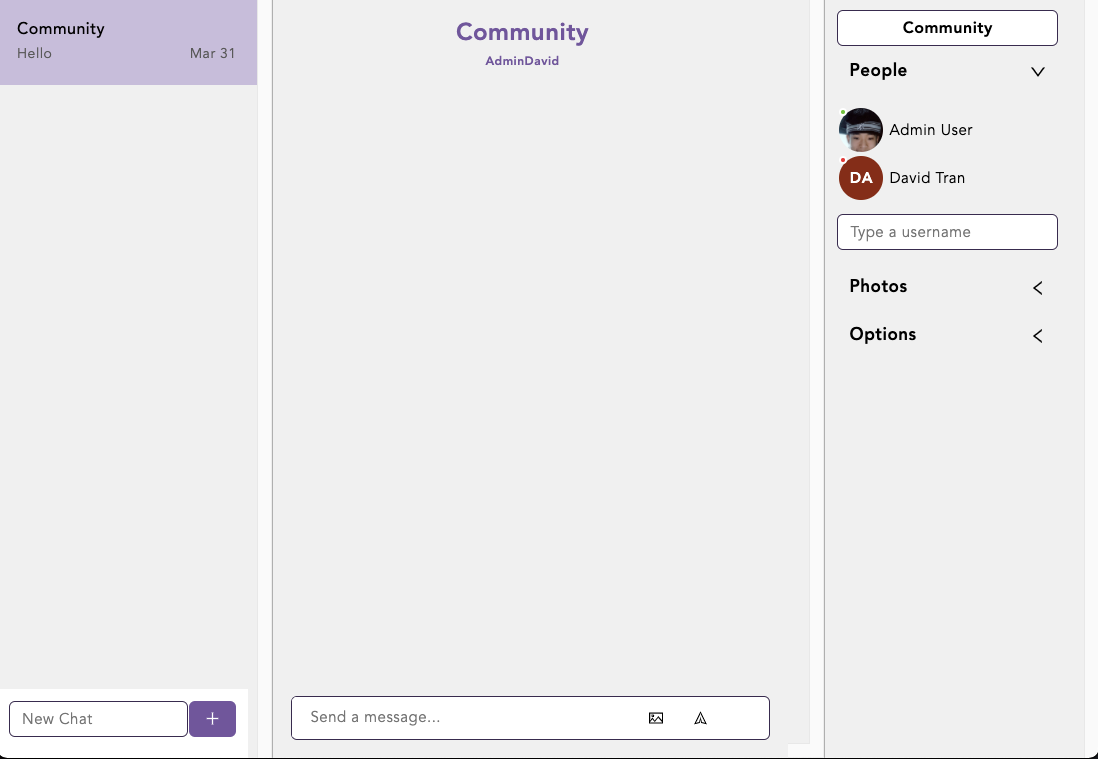 Community
Hello
Mar 31
New Chat
+
Community
AdminDavid
Send a message...
Community
People
Admin User
DA
David Tran
Type a username
Photos
Options